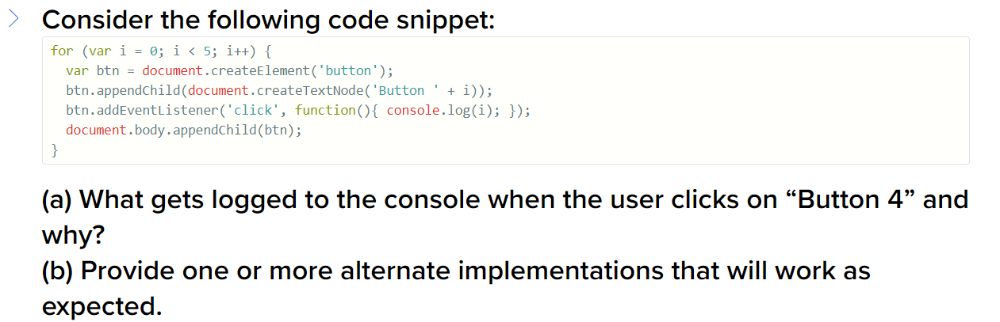 Consider the following code snippet:
for (var i = 0; i < 5; i++) {
  var btn = document.createElement('button');
  btn.appendChild(document.createTextNode('Button ' + i));
  btn.addEventListener('click', function(){ console.log(i); });
  document.body.appendChild(btn);
}
(a) What gets logged to the console when the user clicks on “Button 4” and
why?
(b) Provide one or more alternate implementations that will work as
expected.